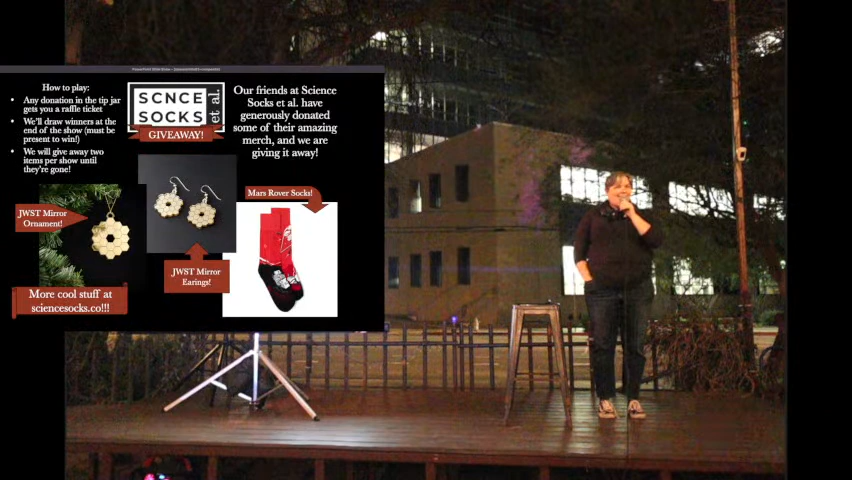 How to play:
• Any donation in the tip jar
gets you a raffle ticket
• We'll draw winners at the
end of the show (must be
present to win!)
• We will give away two
items per show until
they're gone!
SCNCE
SOCKS
et al.
GIVEAWAY!
Our friends at Science
Socks et al. have
generously donated
some of their amazing
merch, and we are
giving it away!
JWST Mirror
Ornament!
JWST Mirror
Earings!
Mars Rover Socks!
More cool stuff at
sciencesocks.co!!!